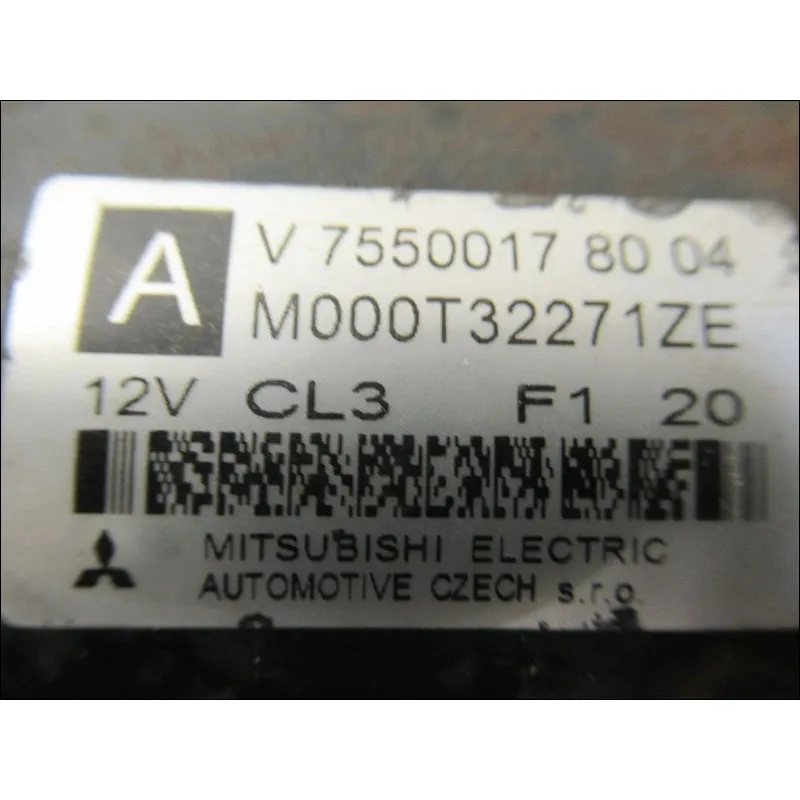 A
V 7550017 80 04
M000T32271ZE
12V CL3 F1 20
MITSUBISHI ELECTRIC
AUTOMOTIVE CZECH s.r.o.